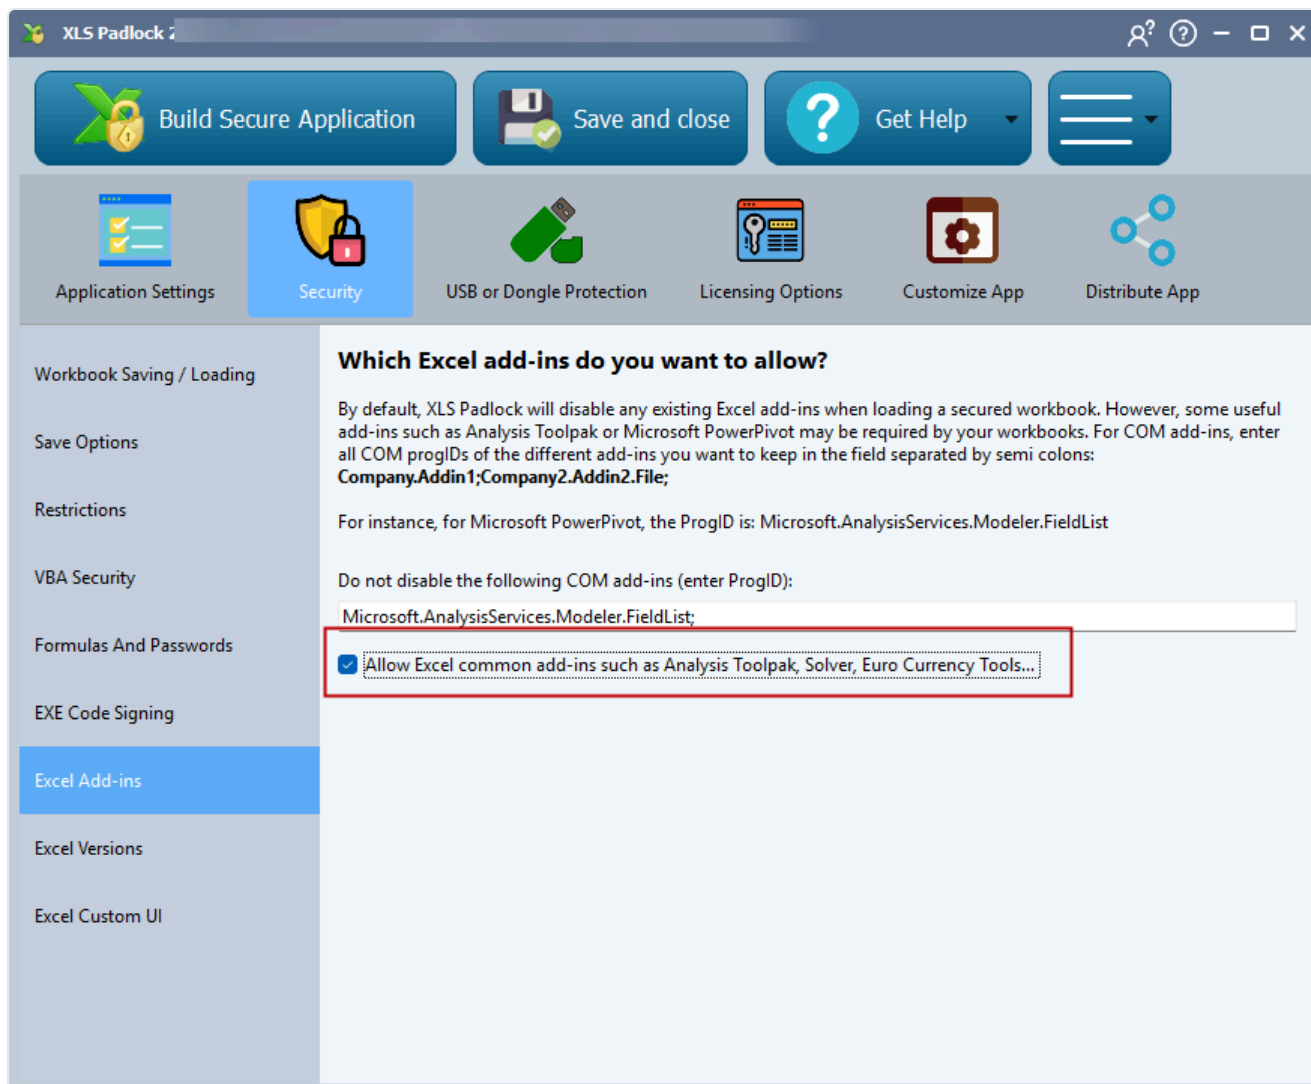 XLS Padlock 2
Build Secure Application
Save and close
Get Help
Application Settings
Security
USB or Dongle Protection
Licensing Options
Customize App
Distribute App
Workbook Saving / Loading
Save Options
Restrictions
VBA Security
Formulas And Passwords
EXE Code Signing
Excel Add-ins
Excel Versions
Excel Custom UI
Which Excel add-ins do you want to allow?
By default, XLS Padlock will disable any existing Excel add-ins when loading a secured workbook. However, some useful
add-ins such as Analysis Toolpak or Microsoft PowerPivot may be required by your workbooks. For COM add-ins, enter
all COM progIDs of the different add-ins you want to keep in the field separated by semi colons:
Company.Addin1;Company2.Addin2.File;
For instance, for Microsoft PowerPivot, the ProgID is: Microsoft.AnalysisServices.Modeler.FieldList
Do not disable the following COM add-ins (enter ProgID):
Microsoft.AnalysisServices.Modeler.FieldList;
Allow Excel common add-ins such as Analysis Toolpak, Solver, Euro Currency Tools...